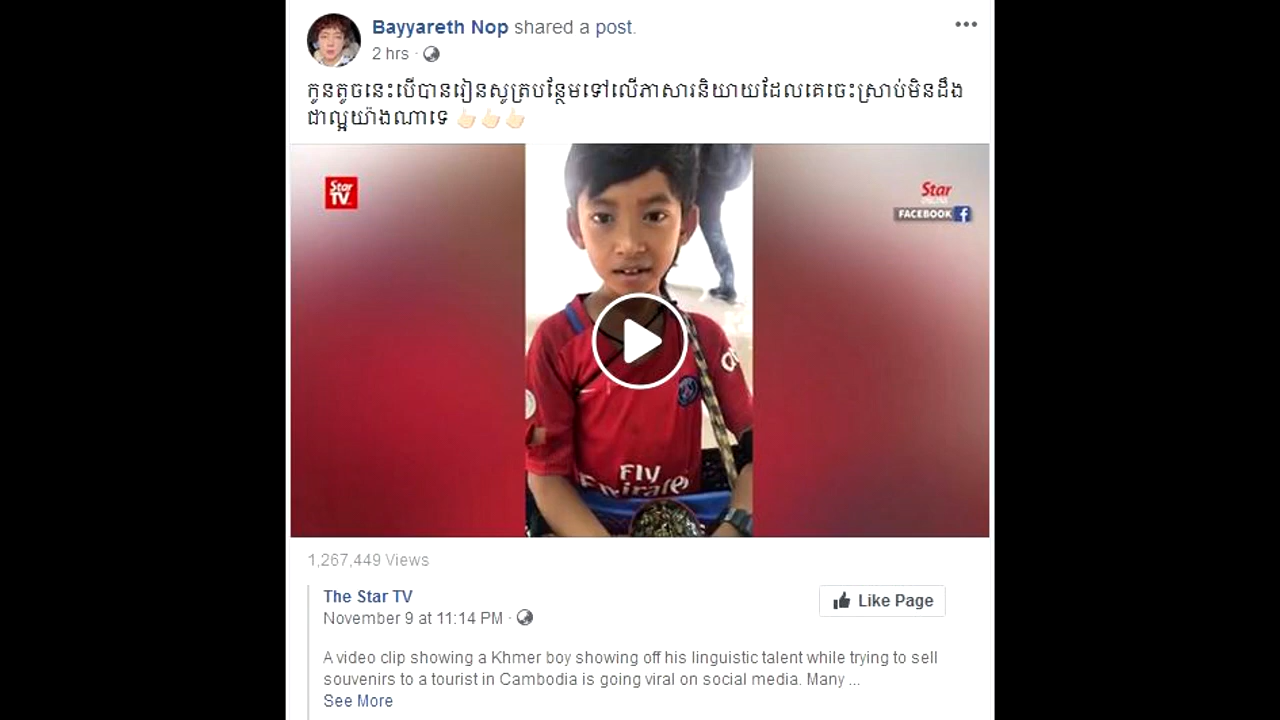 Bayyareth Nop shared a post.
2 hrs ·
កូនតូចនេះបើបានរៀនសូត្របន្ថែមទៅលើភាសារនិយាយដែលគេចេះស្រាប់មិនដឹង
ជាល្អយ៉ាងណាទេ 👆🏻👆🏻👆🏻
Star
TV
Star
ONLINE
FACEBOOK
Fly
Emirates
1,267,449 Views
The Star TV
November 9 at 11:14 PM ·
Like Page
A video clip showing a Khmer boy showing off his linguistic talent while trying to sell
souvenirs to a tourist in Cambodia is going viral on social media. Many ...
See More